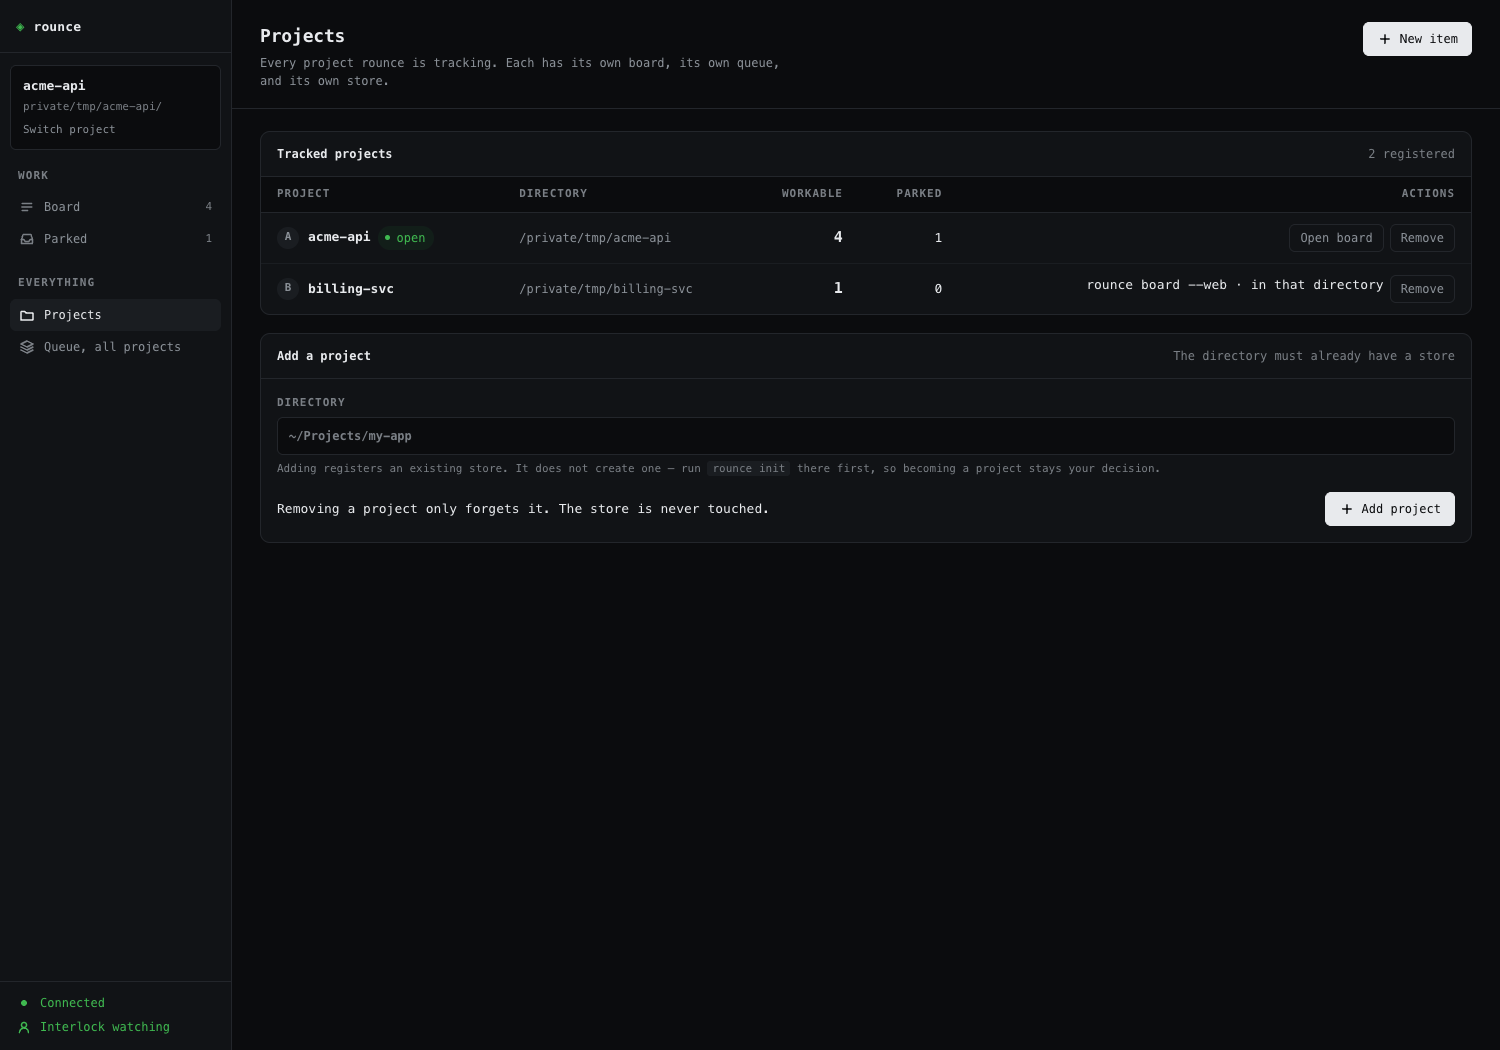 rounce
acme-api
private/tmp/acme-api/
Switch project
WORK
Board 4
Parked 1
EVERYTHING
Projects
Queue, all projects
Connected
Interlock watching
Projects
Every project rounce is tracking. Each has its own board, its own queue,
and its own store.
New item
Tracked projects 2 registered
PROJECT DIRECTORY WORKABLE PARKED ACTIONS
A acme-api open /private/tmp/acme-api 4 1 Open board Remove
B billing-svc /private/tmp/billing-svc 1 0 rounce board --web · in that directory Remove
Add a project The directory must already have a store
DIRECTORY
~/Projects/my-app
Adding registers an existing store. It does not create one — run rounce init there first, so becoming a project stays your decision.
Removing a project only forgets it. The store is never touched. Add project